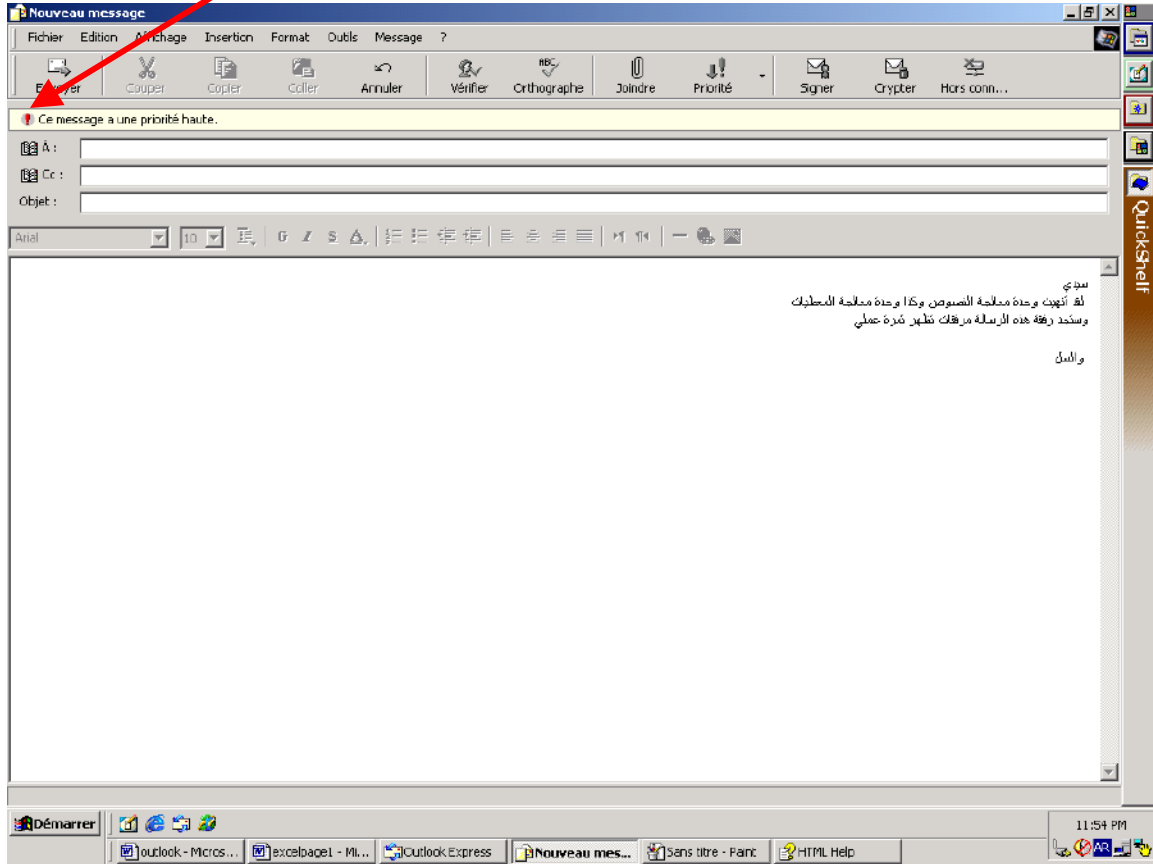 Nouveau message
Fichier Edition Affichage Insertion Format Outils Message ?
Envoyer Couper Copier Coller Annuler Vérifier Orthographe Joindre Priorité Signer Crypter Hors conn...
Ce message a une priorité haute.
À :
Cc :
Objet :
Arial 10 G I S A
سيدي
لقد أنهيت وحدة معالجة النصوص وكذا وحدة معالجة المعطيات
وستجد رفقة هذه الرسالة مرفقات تظهر ثمرة عملي
والسل
QuickShelf
Démarrer
11:54 PM
outlook - Micros... excelpage1 - Mi... Outlook Express Nouveau mes... Sans titre - Paint HTML Help AR